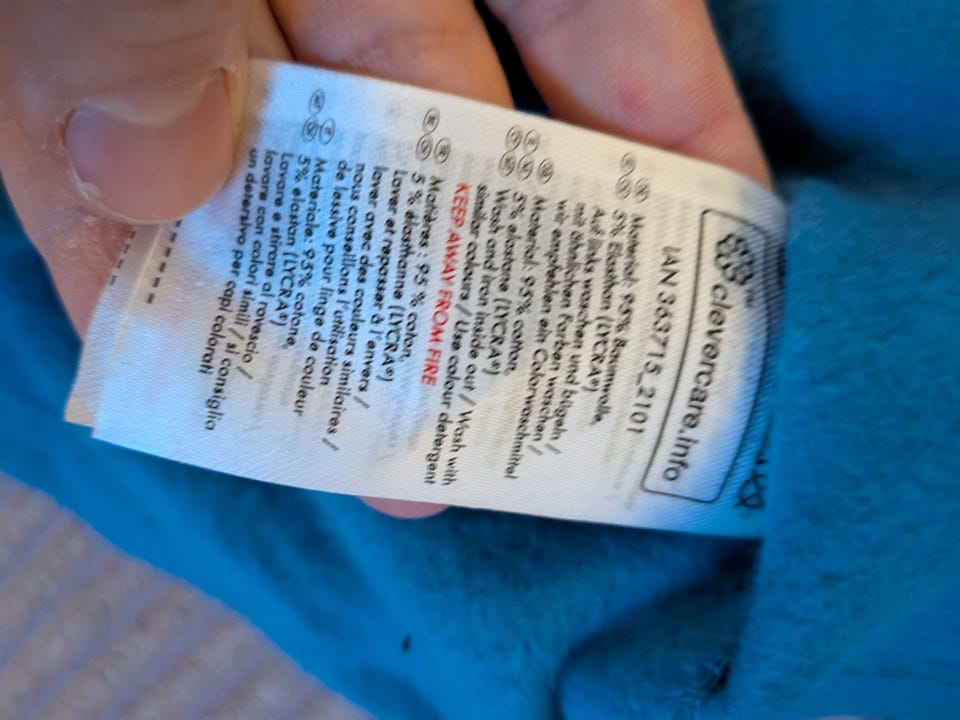 clevercare.info
IAN 363715_2101
Material: 95% Baumwolle,
5% Elasthan (LYCRA®)
Auf links waschen und bügeln /
mit ähnlichen Farben waschen /
wir empfehlen ein Colorwaschmittel
Material: 95% cotton,
5% elastane (LYCRA®)
Wash and iron inside out / Wash with
similar colours / Use colour detergent
KEEP AWAY FROM FIRE
Matières : 95 % coton,
5 % élasthanne (LYCRA®)
Laver et repasser à l'envers /
laver avec des couleurs similaires /
nous conseillons l'utilisation
de lessive pour linge de couleur
Materiale: 95% cotone,
5% elastan (LYCRA®)
Lavare e stirare al rovescio /
lavare con colori simili / si consiglia
un detersivo per capi colorati